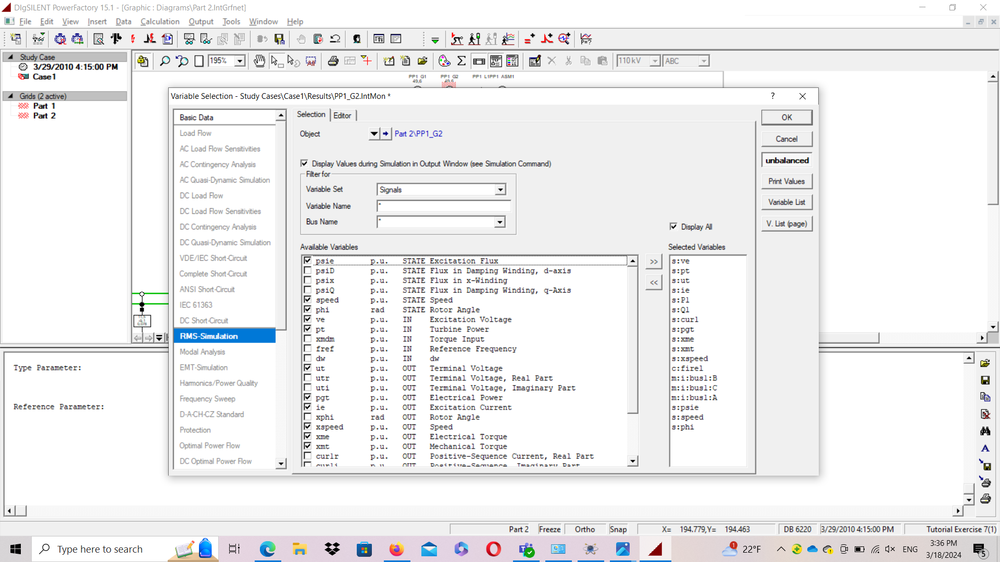 DIgSILENT PowerFactory 15.1 - [Graphic : Diagrams\Part 2.IntGrfnet]
File Edit View Insert Data Calculation Output Tools Window Help
Study Case
3/29/2010 4:15:00 PM
Case1
Grids (2 active)
Part 1
Part 2
195%
110 kV
ABC
PP1_G1
49,6
PP1_G2
49,6
PP1_L1PP1_ASM1
Variable Selection - Study Cases\Case1\Results\PP1_G2.IntMon *
?
Basic Data
Load Flow
AC Load Flow Sensitivities
AC Contingency Analysis
AC Quasi-Dynamic Simulation
DC Load Flow
DC Load Flow Sensitivities
DC Contingency Analysis
DC Quasi-Dynamic Simulation
VDE/IEC Short-Circuit
Complete Short-Circuit
ANSI Short-Circuit
IEC 61363
DC Short-Circuit
RMS-Simulation
Modal Analysis
EMT-Simulation
Harmonics/Power Quality
Frequency Sweep
D-A-CH-CZ Standard
Protection
Optimal Power Flow
DC Optimal Power Flow
Selection Editor
Object Part 2\PP1_G2
Display Values during Simulation in Output Window (see Simulation Command)
Filter for
Variable Set Signals
Variable Name *
Bus Name *
Display All
Available Variables
psie p.u. STATE Excitation Flux
psiD p.u. STATE Flux in Damping Winding, d-axis
psix p.u. STATE Flux in x-Winding
psiQ p.u. STATE Flux in Damping Winding, q-Axis
speed p.u. STATE Speed
phi rad STATE Rotor Angle
ve p.u. IN Excitation Voltage
pt p.u. IN Turbine Power
xmdm p.u. IN Torque Input
fref p.u. IN Reference Frequency
dw p.u. IN dw
ut p.u. OUT Terminal Voltage
utr p.u. OUT Terminal Voltage, Real Part
uti p.u. OUT Terminal Voltage, Imaginary Part
pgt p.u. OUT Electrical Power
ie p.u. OUT Excitation Current
xphi rad OUT Rotor Angle
xspeed p.u. OUT Speed
xme p.u. OUT Electrical Torque
xmt p.u. OUT Mechanical Torque
curlr p.u. OUT Positive-Sequence Current, Real Part
curli p.u. OUT Positive-Sequence, Imaginary Part
>>
<<
Selected Variables
s:ve
s:pt
s:ut
s:ie
s:P1
s:Q1
s:cur1
s:pgt
s:xme
s:xmt
s:xspeed
c:firel
m:i:bus1:B
m:i:bus1:C
m:i:bus1:A
s:psie
s:speed
s:phi
OK
Cancel
unbalanced
Print Values
Variable List
V. List (page)
Type Parameter:
Reference Parameter:
Part 2 Freeze Ortho Snap X= 194.779,Y= 194.463 DB 6220 3/29/2010 4:15:00 PM Tutorial Exercise 7(1)
Type here to search
1
22°F
ENG
3:36 PM
3/18/2024
5